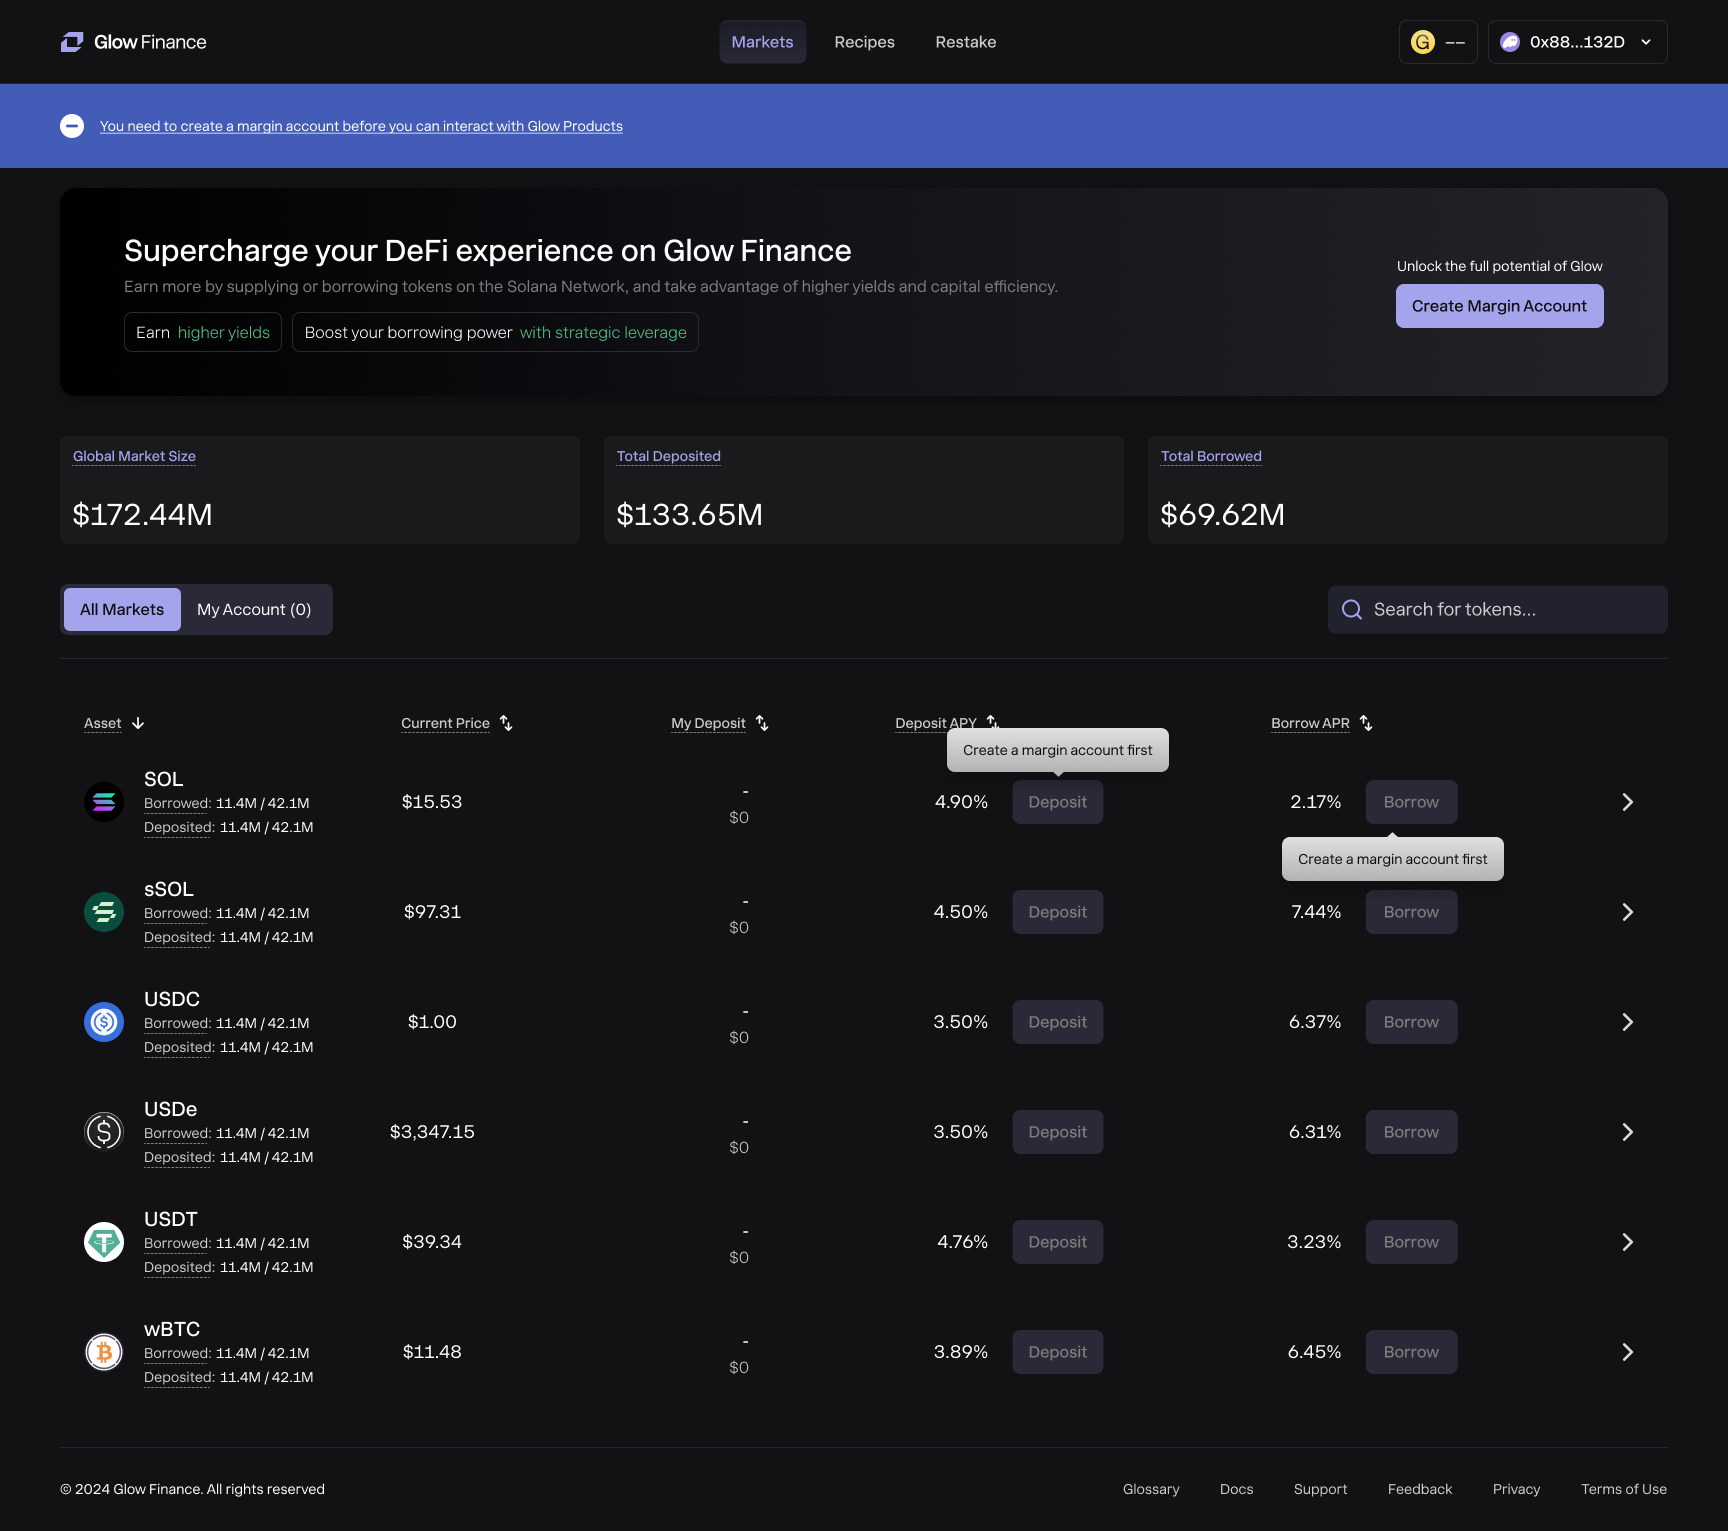 Glow Finance
Markets
Recipes
Restake
G --
0x88...132D
You need to create a margin account before you can interact with Glow Products
Supercharge your DeFi experience on Glow Finance
Earn more by supplying or borrowing tokens on the Solana Network, and take advantage of higher yields and capital efficiency.
Earn higher yields
Boost your borrowing power with strategic leverage
Unlock the full potential of Glow
Create Margin Account
Global Market Size
$172.44M
Total Deposited
$133.65M
Total Borrowed
$69.62M
All Markets
My Account (0)
Search for tokens...
Asset
Current Price
My Deposit
Deposit APY
Borrow APR
Create a margin account first
SOL
Borrowed: 11.4M / 42.1M
Deposited: 11.4M / 42.1M
$15.53
-
$0
4.90%
Deposit
2.17%
Borrow
Create a margin account first
sSOL
Borrowed: 11.4M / 42.1M
Deposited: 11.4M / 42.1M
$97.31
-
$0
4.50%
Deposit
7.44%
Borrow
USDC
Borrowed: 11.4M / 42.1M
Deposited: 11.4M / 42.1M
$1.00
-
$0
3.50%
Deposit
6.37%
Borrow
USDe
Borrowed: 11.4M / 42.1M
Deposited: 11.4M / 42.1M
$3,347.15
-
$0
3.50%
Deposit
6.31%
Borrow
USDT
Borrowed: 11.4M / 42.1M
Deposited: 11.4M / 42.1M
$39.34
-
$0
4.76%
Deposit
3.23%
Borrow
wBTC
Borrowed: 11.4M / 42.1M
Deposited: 11.4M / 42.1M
$11.48
-
$0
3.89%
Deposit
6.45%
Borrow
© 2024 Glow Finance. All rights reserved
Glossary
Docs
Support
Feedback
Privacy
Terms of Use